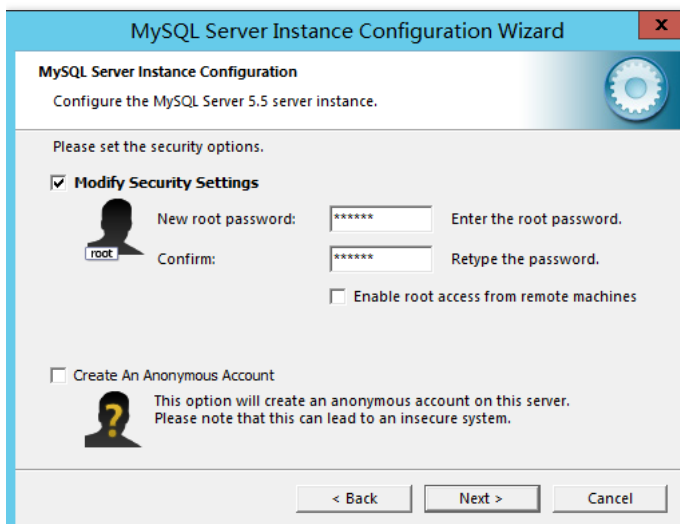 MySQL Server Instance Configuration Wizard
x
MySQL Server Instance Configuration
Configure the MySQL Server 5.5 server instance.
Please set the security options.
Modify Security Settings
root
New root password: ****** Enter the root password.
Confirm: ****** Retype the password.
Enable root access from remote machines
Create An Anonymous Account
?
This option will create an anonymous account on this server.
Please note that this can lead to an insecure system.
< Back Next > Cancel